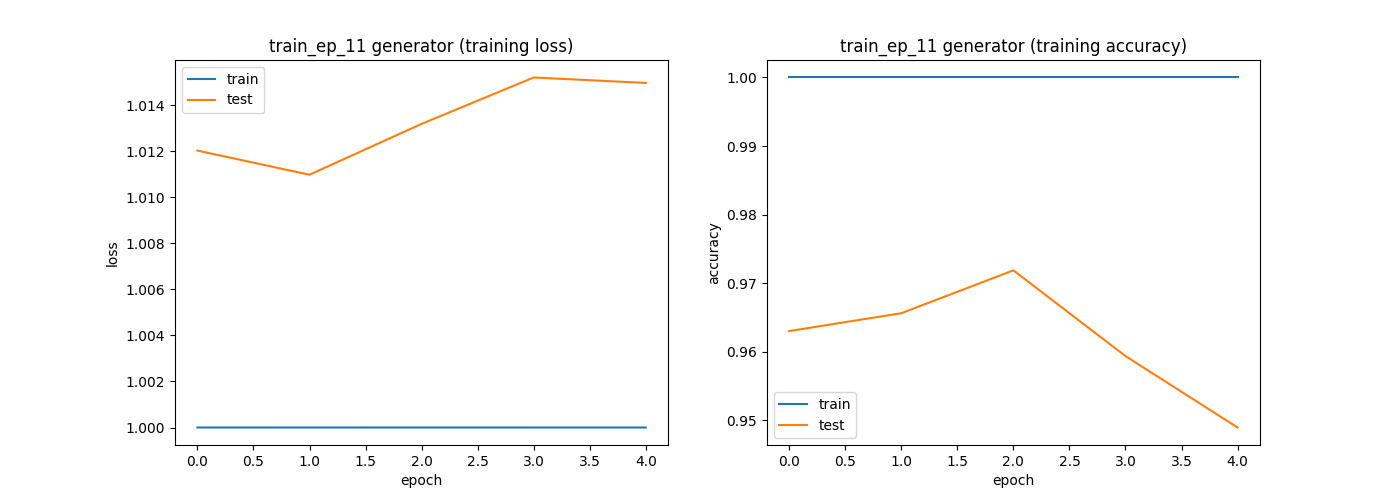 train_ep_11 generator (training loss)
train
test
1.014
1.012
1.010
1.008
1.006
1.004
1.002
1.000
loss
0.0 0.5 1.0 1.5 2.0 2.5 3.0 3.5 4.0
epoch
train_ep_11 generator (training accuracy)
1.00
0.99
0.98
0.97
0.96
0.95
accuracy
train
test
0.0 0.5 1.0 1.5 2.0 2.5 3.0 3.5 4.0
epoch